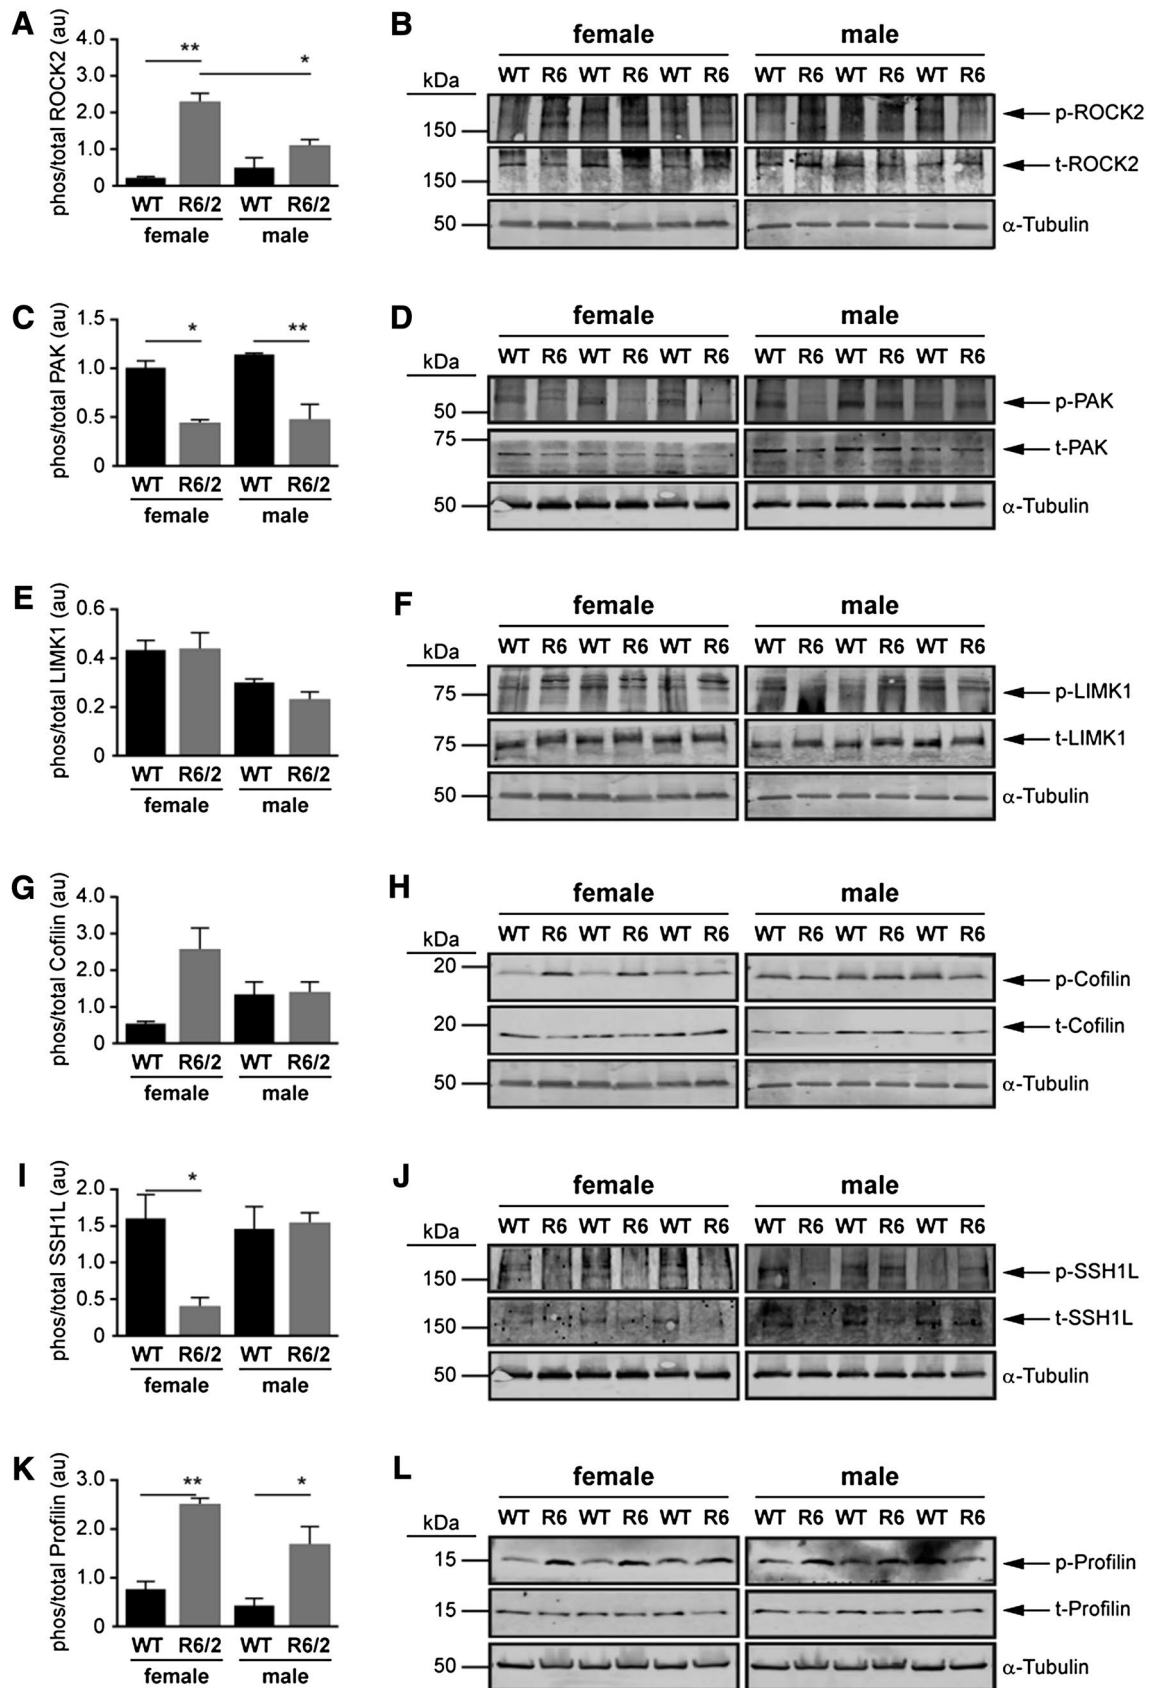 A
phos/total ROCK2 (au)
4.0
3.0
2.0
1.0
0
**
*
WT R6/2 WT R6/2
female male
B
female male
kDa
WT R6 WT R6 WT R6 WT R6 WT R6 WT R6
150
p-ROCK2
150
t-ROCK2
50
α-Tubulin
C
phos/total PAK (au)
1.5
1.0
0.5
0
*
**
WT R6/2 WT R6/2
female male
D
female male
kDa
WT R6 WT R6 WT R6 WT R6 WT R6 WT R6
50
p-PAK
75
t-PAK
50
α-Tubulin
E
phos/total LIMK1 (au)
0.6
0.4
0.2
0
WT R6/2 WT R6/2
female male
F
female male
kDa
WT R6 WT R6 WT R6 WT R6 WT R6 WT R6
75
p-LIMK1
75
t-LIMK1
50
α-Tubulin
G
phos/total Cofilin (au)
4.0
3.0
2.0
1.0
0
WT R6/2 WT R6/2
female male
H
female male
kDa
WT R6 WT R6 WT R6 WT R6 WT R6 WT R6
20
p-Cofilin
20
t-Cofilin
50
α-Tubulin
I
phos/total SSH1L (au)
2.0
1.5
1.0
0.5
0
*
WT R6/2 WT R6/2
female male
J
female male
kDa
WT R6 WT R6 WT R6 WT R6 WT R6 WT R6
150
p-SSH1L
150
t-SSH1L
50
α-Tubulin
K
phos/total Profilin (au)
3.0
2.0
1.0
0
**
*
WT R6/2 WT R6/2
female male
L
female male
kDa
WT R6 WT R6 WT R6 WT R6 WT R6 WT R6
15
p-Profilin
15
t-Profilin
50
α-Tubulin